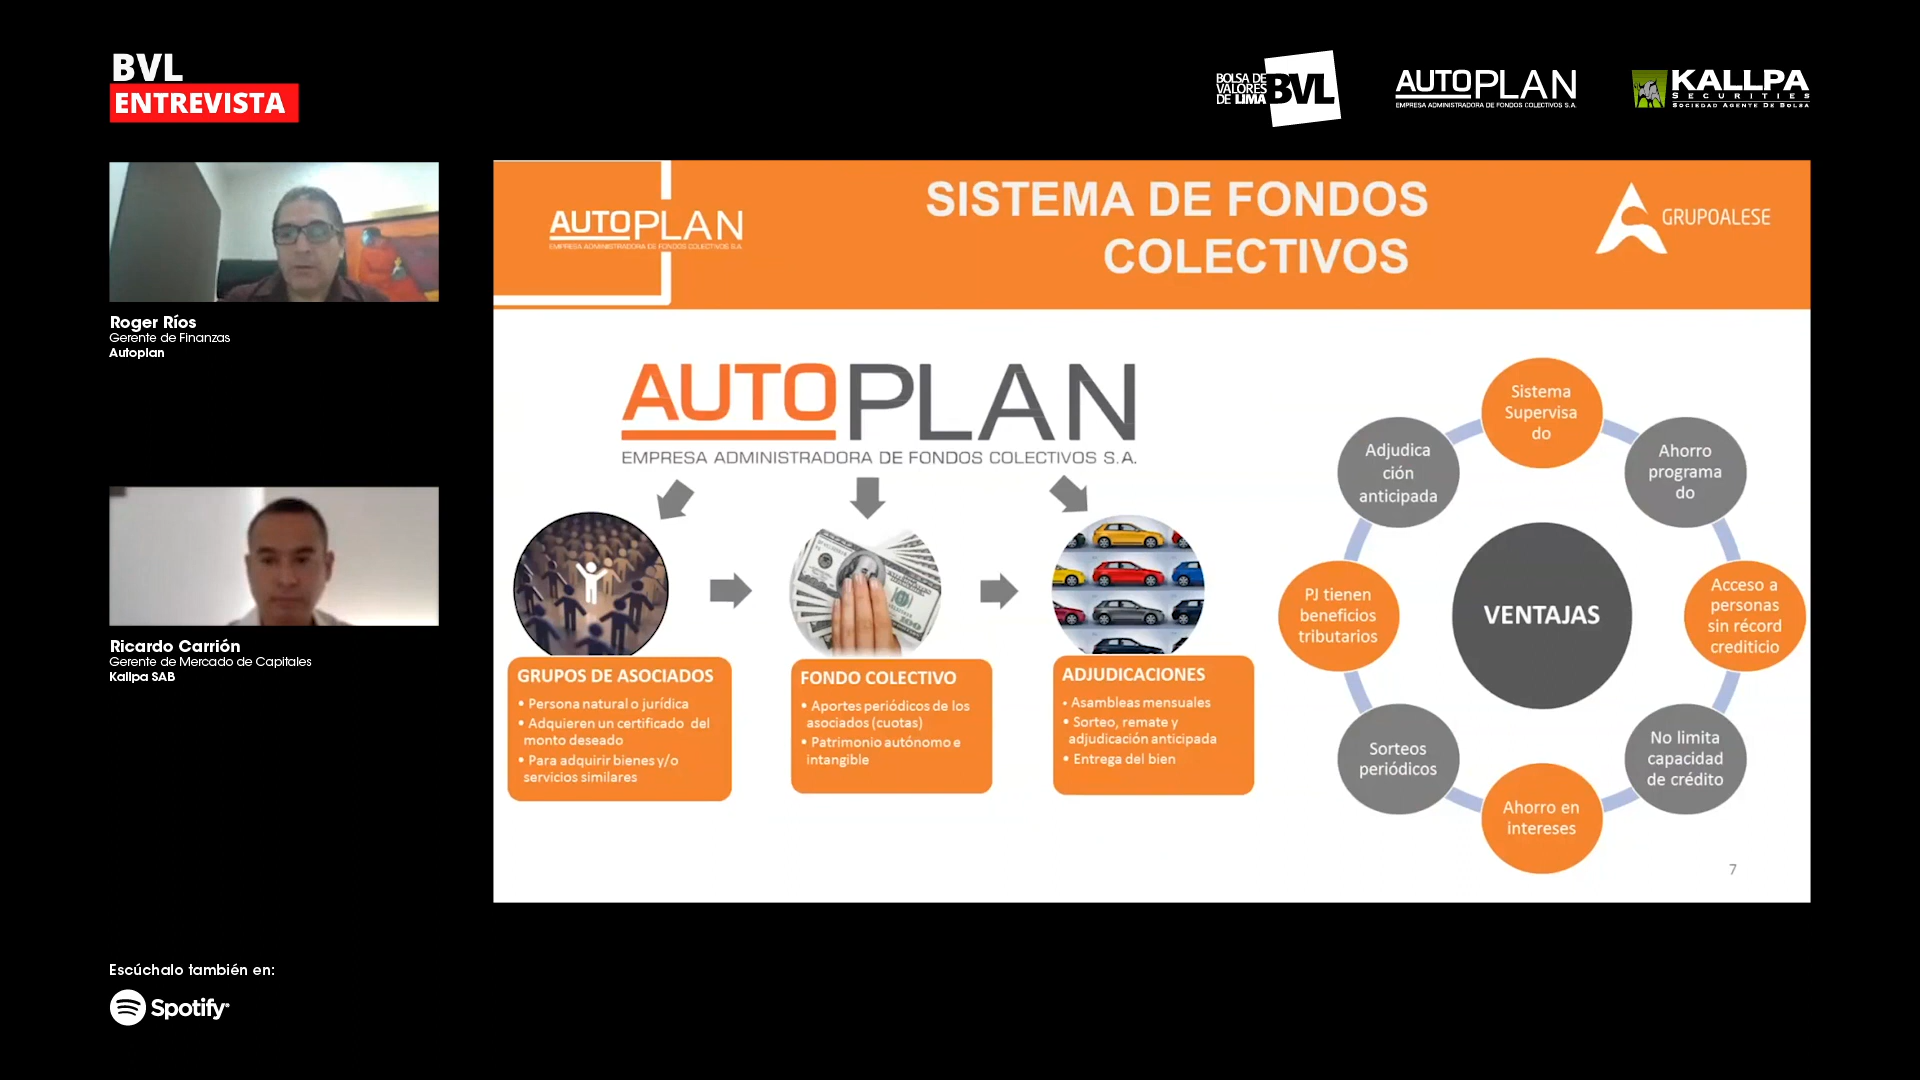 BVL
ENTREVISTA
BOLSA DE
VALORES
DE LIMA
BVL
AUTOPLAN
EMPRESA ADMINISTRADORA DE FONDOS COLECTIVOS S.A.
KALLPA
SECURITIES
SOCIEDAD AGENTE DE BOLSA
Roger Ríos
Gerente de Finanzas
Autoplan
Ricardo Carrión
Gerente de Mercado de Capitales
Kallpa SAB
Escúchalo también en:
Spotify
AUTOPLAN
EMPRESA ADMINISTRADORA DE FONDOS COLECTIVOS S.A.
SISTEMA DE FONDOS
COLECTIVOS
GRUPOALESE
AUTOPLAN
EMPRESA ADMINISTRADORA DE FONDOS COLECTIVOS S.A.
GRUPOS DE ASOCIADOS
• Persona natural o jurídica
• Adquieren un certificado del
monto deseado
• Para adquirir bienes y/o
servicios similares
FONDO COLECTIVO
• Aportes periódicos de los
asociados (cuotas)
• Patrimonio autónomo e
intangible
ADJUDICACIONES
• Asambleas mensuales
• Sorteo, remate y
adjudicación anticipada
• Entrega del bien
VENTAJAS
Sistema
Supervisa
do
Ahorro
programa
do
Acceso a
personas
sin récord
crediticio
No limita
capacidad
de crédito
Ahorro en
intereses
Sorteos
periódicos
PJ tienen
beneficios
tributarios
Adjudica
ción
anticipada
7